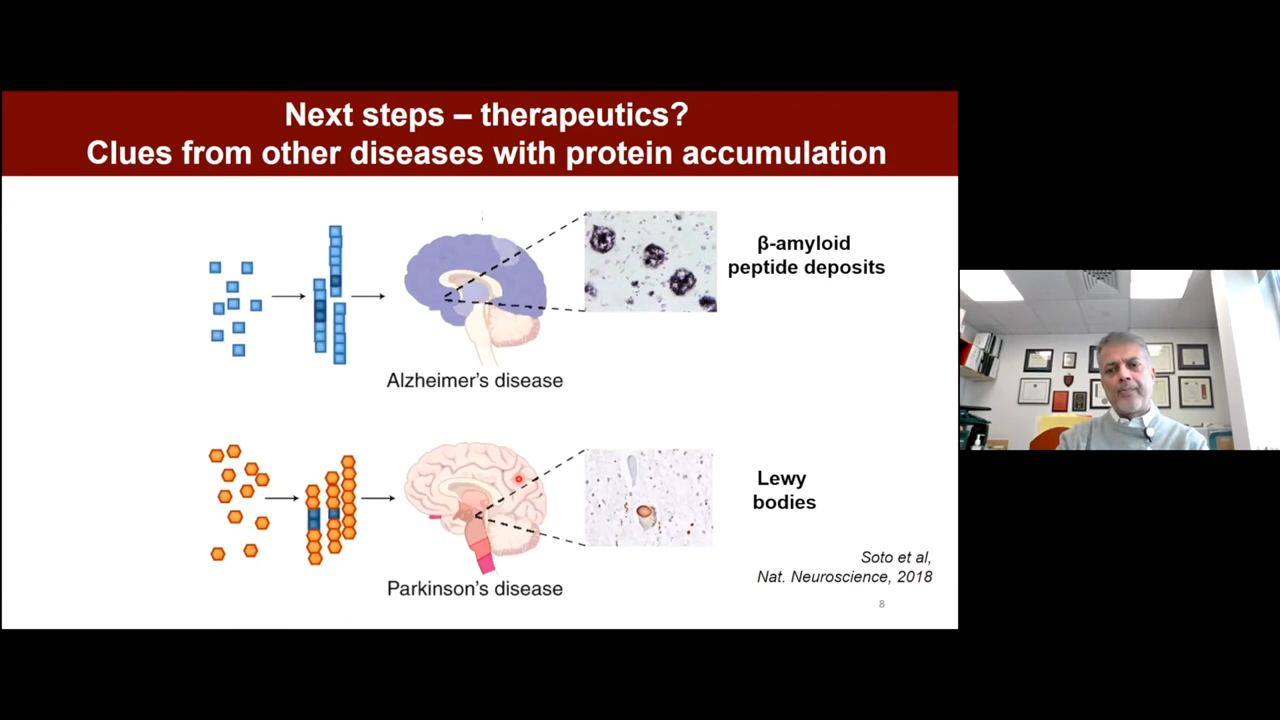 Next steps – therapeutics?
Clues from other diseases with protein accumulation
β-amyloid
peptide deposits
Alzheimer's disease
Lewy
bodies
Parkinson's disease
Soto et al,
Nat. Neuroscience, 2018
8